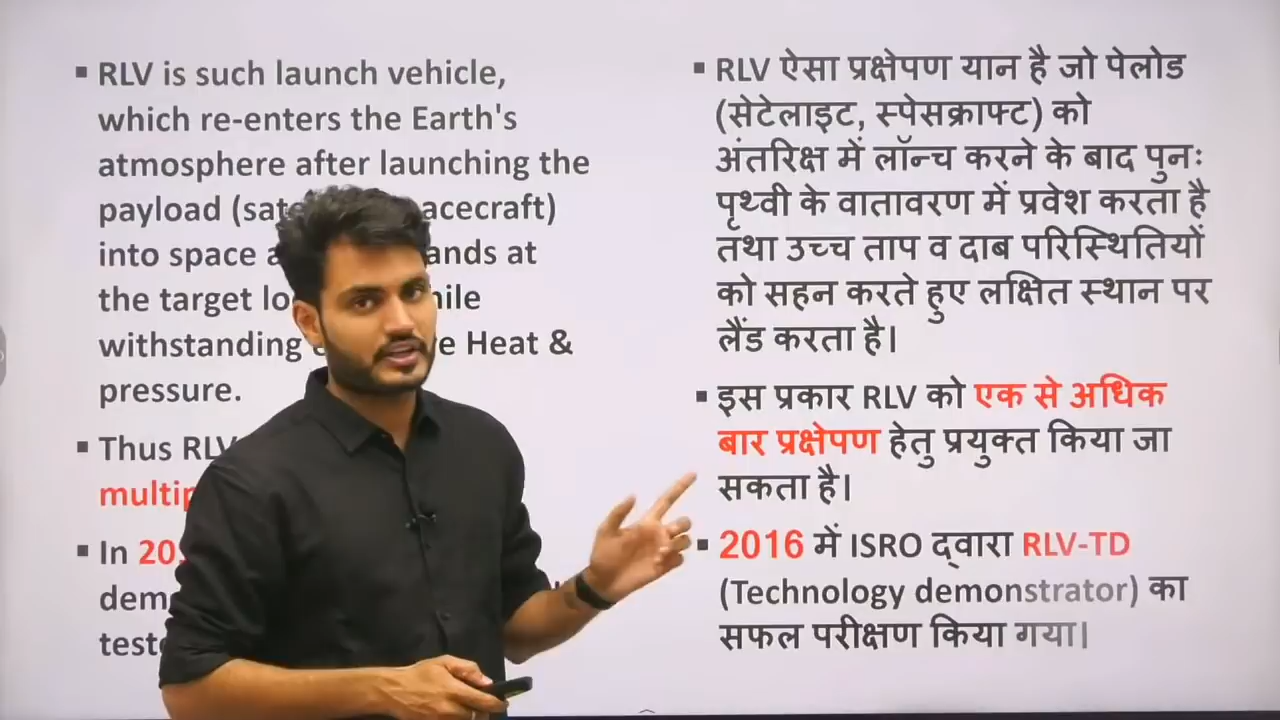 RLV is such launch vehicle,
which re-enters the Earth's
atmosphere after launching the
payload (sat acecraft)
into space a ands at
the target lo hile
withstanding e Heat &
pressure.
Thus RLV
multip
In 20
dem
test
RLV ऐसा प्रक्षेपण यान है जो पेलोड
(सेटेलाइट, स्पेसक्राफ्ट) को
अंतरिक्ष में लॉन्च करने के बाद पुनः
पृथ्वी के वातावरण में प्रवेश करता है
तथा उच्च ताप व दाब परिस्थितियों
को सहन करते हुए लक्षित स्थान पर
लैंड करता है।
इस प्रकार RLV को एक से अधिक
बार प्रक्षेपण हेतु प्रयुक्त किया जा
सकता है।
2016 में ISRO द्वारा RLV-TD
(Technology demonstrator) का
सफल परीक्षण किया गया।